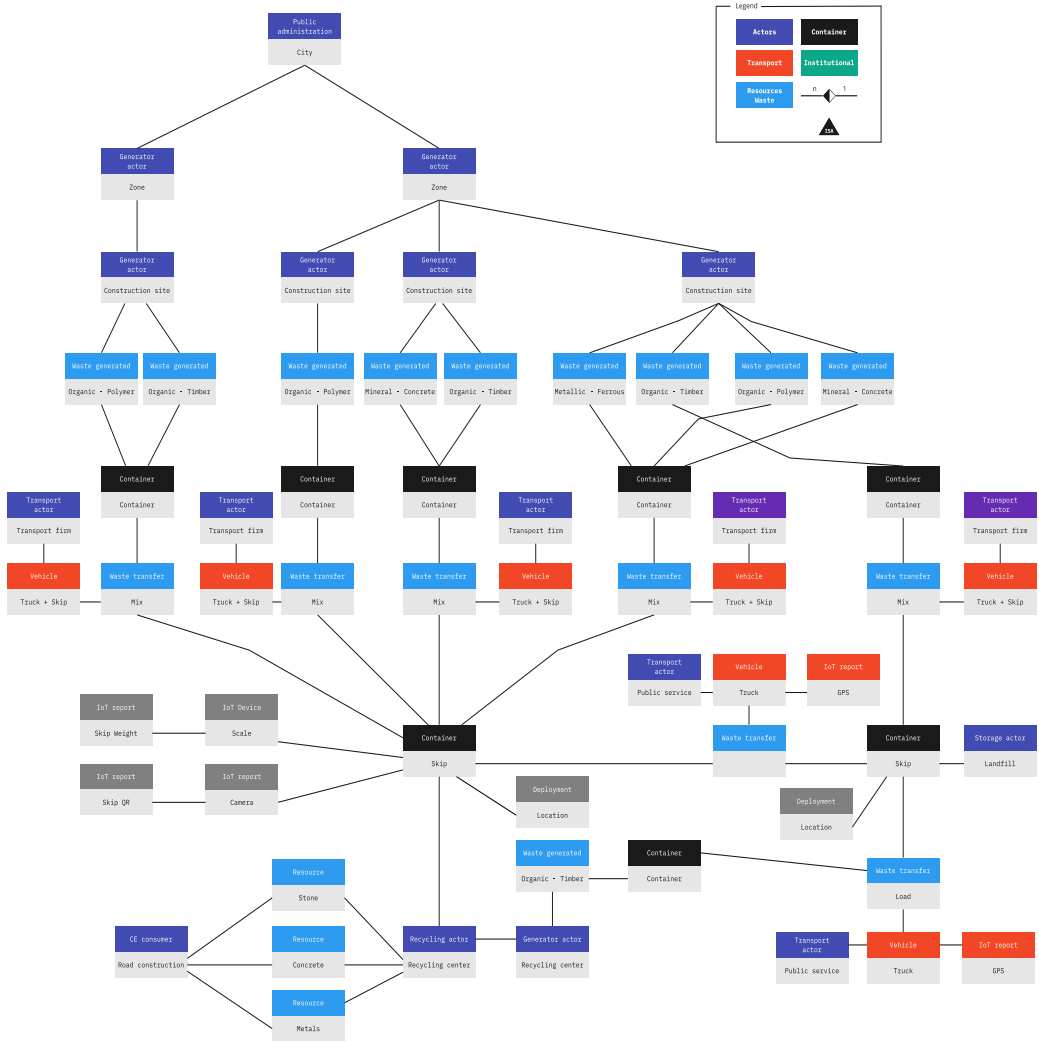 Legend
Public
administration
City
Actors
Container
Transport
Institutional
Resources
Waste
n
1
ISA
Generator
actor
Zone
Generator
actor
Zone
Generator
actor
Construction site
Generator
actor
Construction site
Generator
actor
Construction site
Generator
actor
Construction site
Waste generated
Organic - Polymer
Waste generated
Organic - Timber
Waste generated
Organic - Polymer
Waste generated
Mineral - Concrete
Waste generated
Organic - Timber
Waste generated
Metallic - Ferrous
Waste generated
Organic - Timber
Waste generated
Organic - Polymer
Waste generated
Mineral - Concrete
Container
Container
Container
Container
Container
Container
Container
Container
Container
Container
Transport
actor
Transport firm
Transport
actor
Transport firm
Transport
actor
Transport firm
Transport
actor
Transport firm
Transport
actor
Transport firm
Vehicle
Truck + Skip
Waste transfer
Mix
Vehicle
Truck + Skip
Waste transfer
Mix
Waste transfer
Mix
Vehicle
Truck + Skip
Waste transfer
Mix
Vehicle
Truck + Skip
Waste transfer
Mix
Vehicle
Truck + Skip
Transport
actor
Public service
Vehicle
Truck
IoT report
GPS
IoT report
Skip Weight
IoT Device
Scale
Container
Skip
Waste transfer
Container
Skip
Storage actor
Landfill
IoT report
Skip QR
IoT report
Camera
Deployment
Location
Deployment
Location
Waste generated
Organic - Timber
Container
Container
Waste transfer
Load
Resource
Stone
CE consumer
Road construction
Resource
Concrete
Recycling actor
Recycling center
Generator actor
Recycling center
Transport
actor
Public service
Vehicle
Truck
IoT report
GPS
Resource
Metals